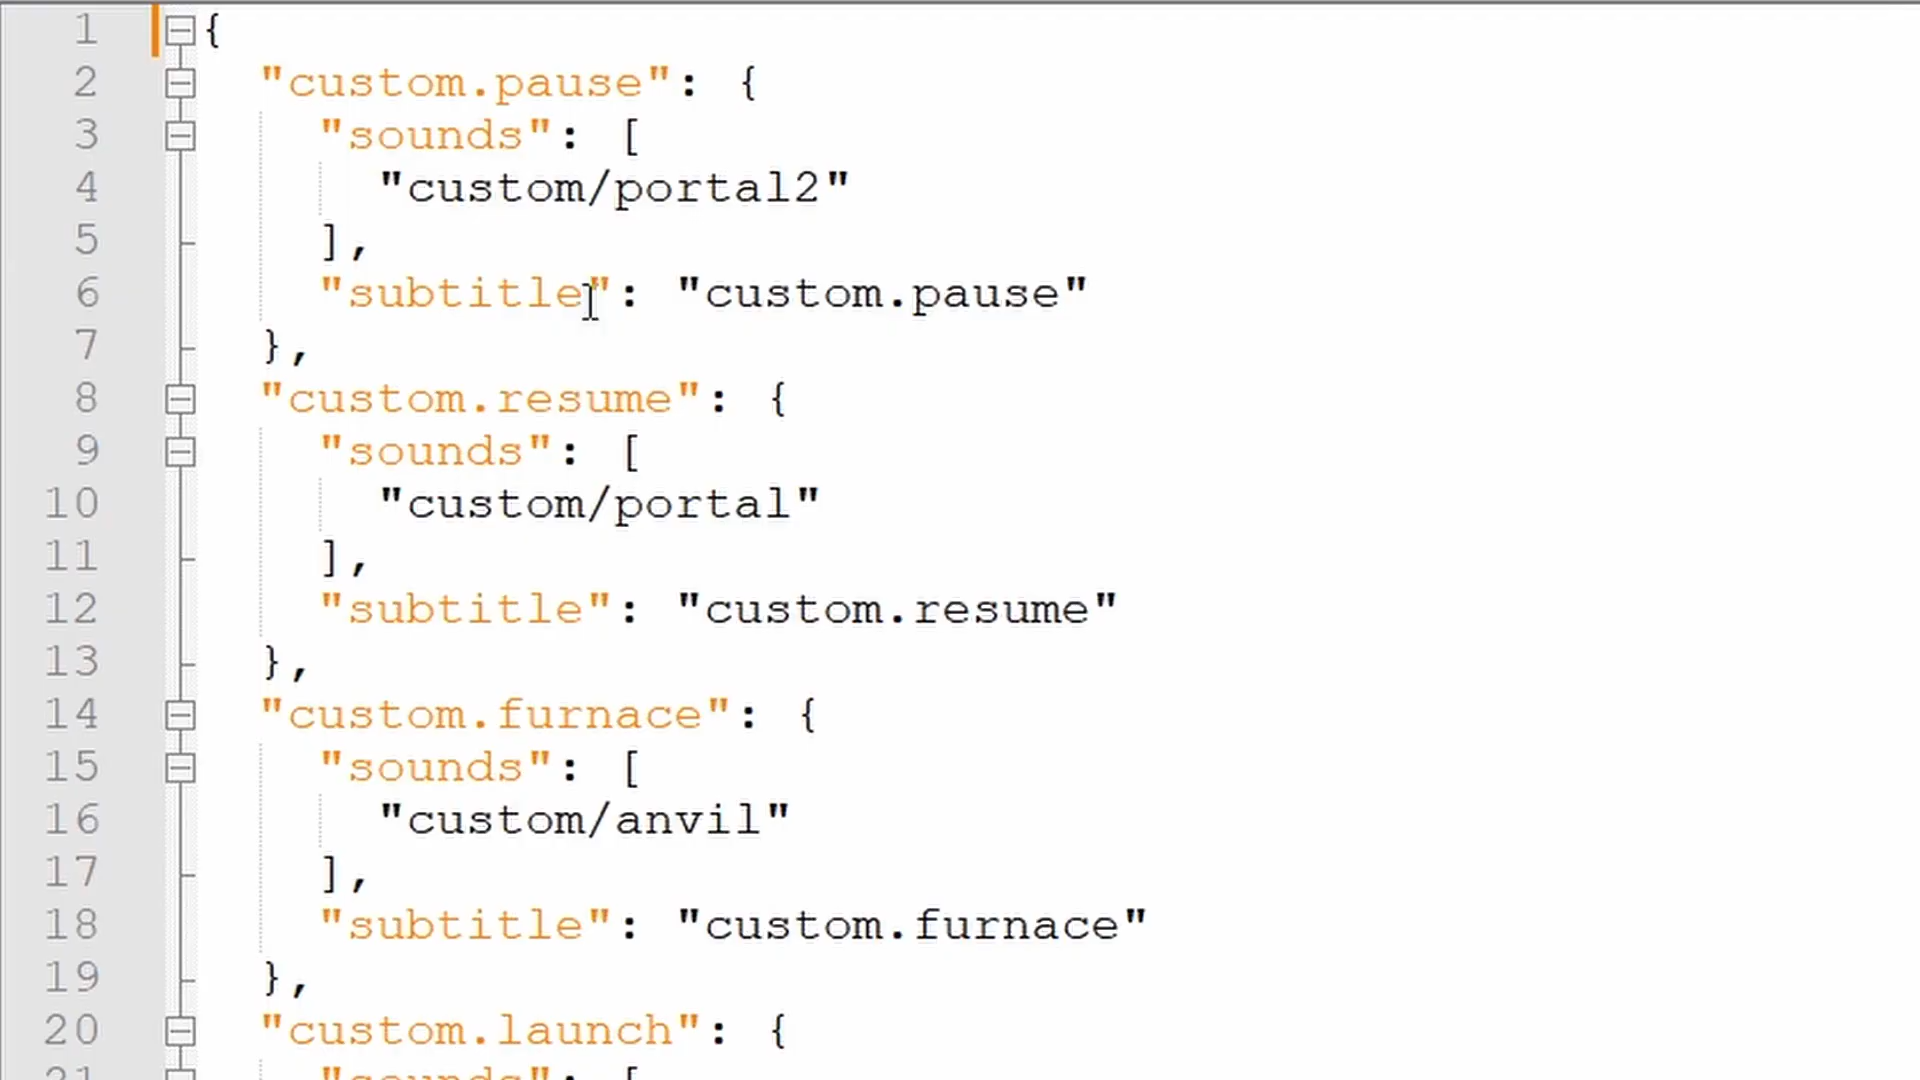 1 {
2 "custom.pause": {
3 "sounds": [
4 "custom/portal2"
5 ],
6 "subtitle": "custom.pause"
7 },
8 "custom.resume": {
9 "sounds": [
10 "custom/portal"
11 ],
12 "subtitle": "custom.resume"
13 },
14 "custom.furnace": {
15 "sounds": [
16 "custom/anvil"
17 ],
18 "subtitle": "custom.furnace"
19 },
20 "custom.launch": {
21 "sounds": [